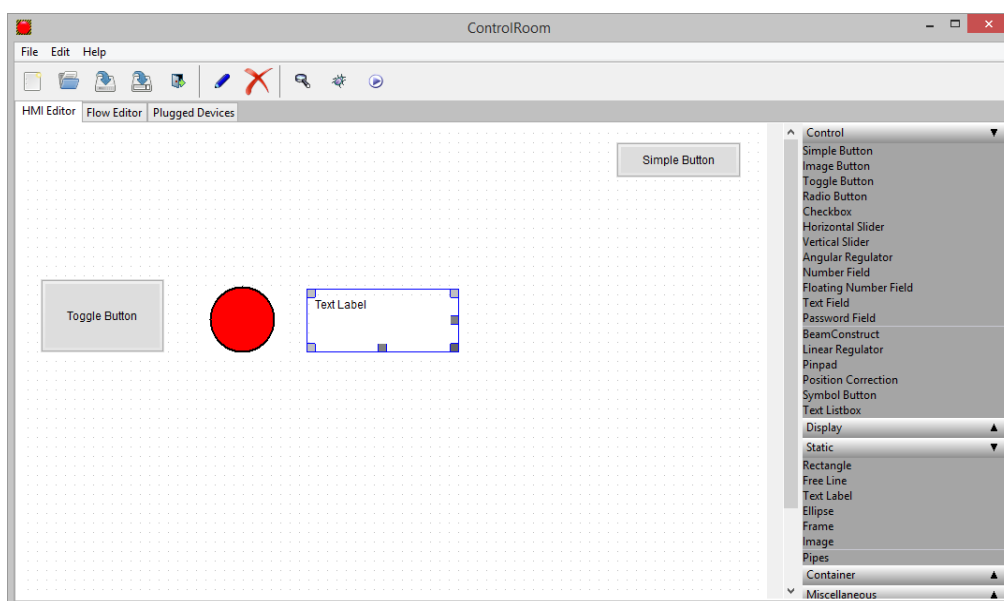 ControlRoom
File Edit Help
HMI Editor Flow Editor Plugged Devices
Simple Button
Toggle Button
Text Label
Control
Simple Button
Image Button
Toggle Button
Radio Button
Checkbox
Horizontal Slider
Vertical Slider
Angular Regulator
Number Field
Floating Number Field
Text Field
Password Field
BeamConstruct
Linear Regulator
Pinpad
Position Correction
Symbol Button
Text Listbox
Display
Static
Rectangle
Free Line
Text Label
Ellipse
Frame
Image
Pipes
Container
Miscellaneous